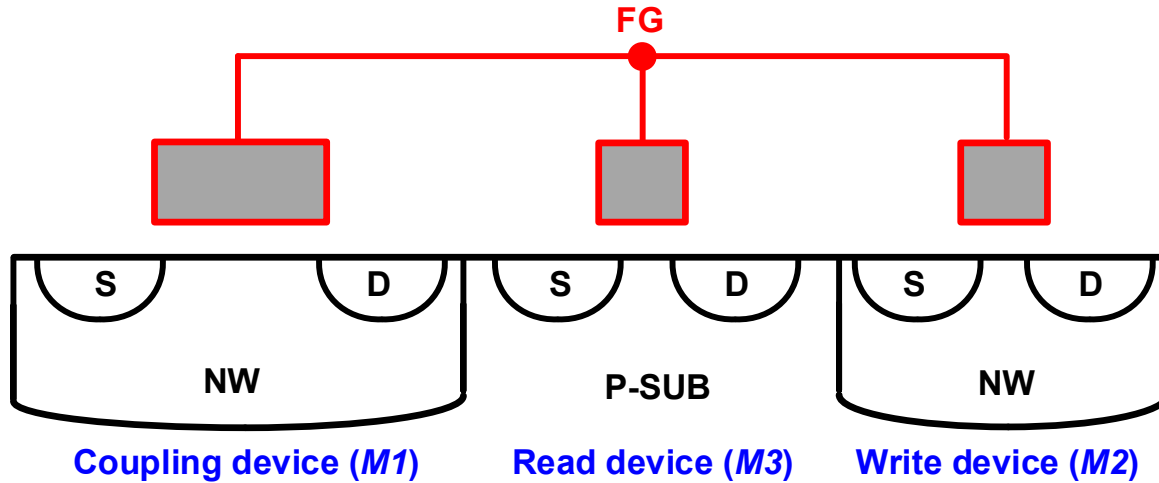 FG
S D S D S D
NW P-SUB NW
Coupling device (M1) Read device (M3) Write device (M2)